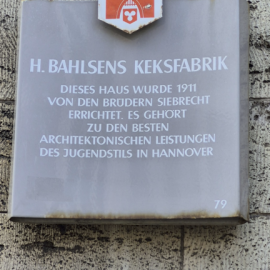 H. BAHLSENS KEKSFABRIK
DIESES HAUS WURDE 1911
VON DEN BRÜDERN SIEBRECHT
ERRICHTET. ES GEHÖRT
ZU DEN BESTEN
ARCHITEKTONISCHEN LEISTUNGEN
DES JUGENDSTILS IN HANNOVER
79